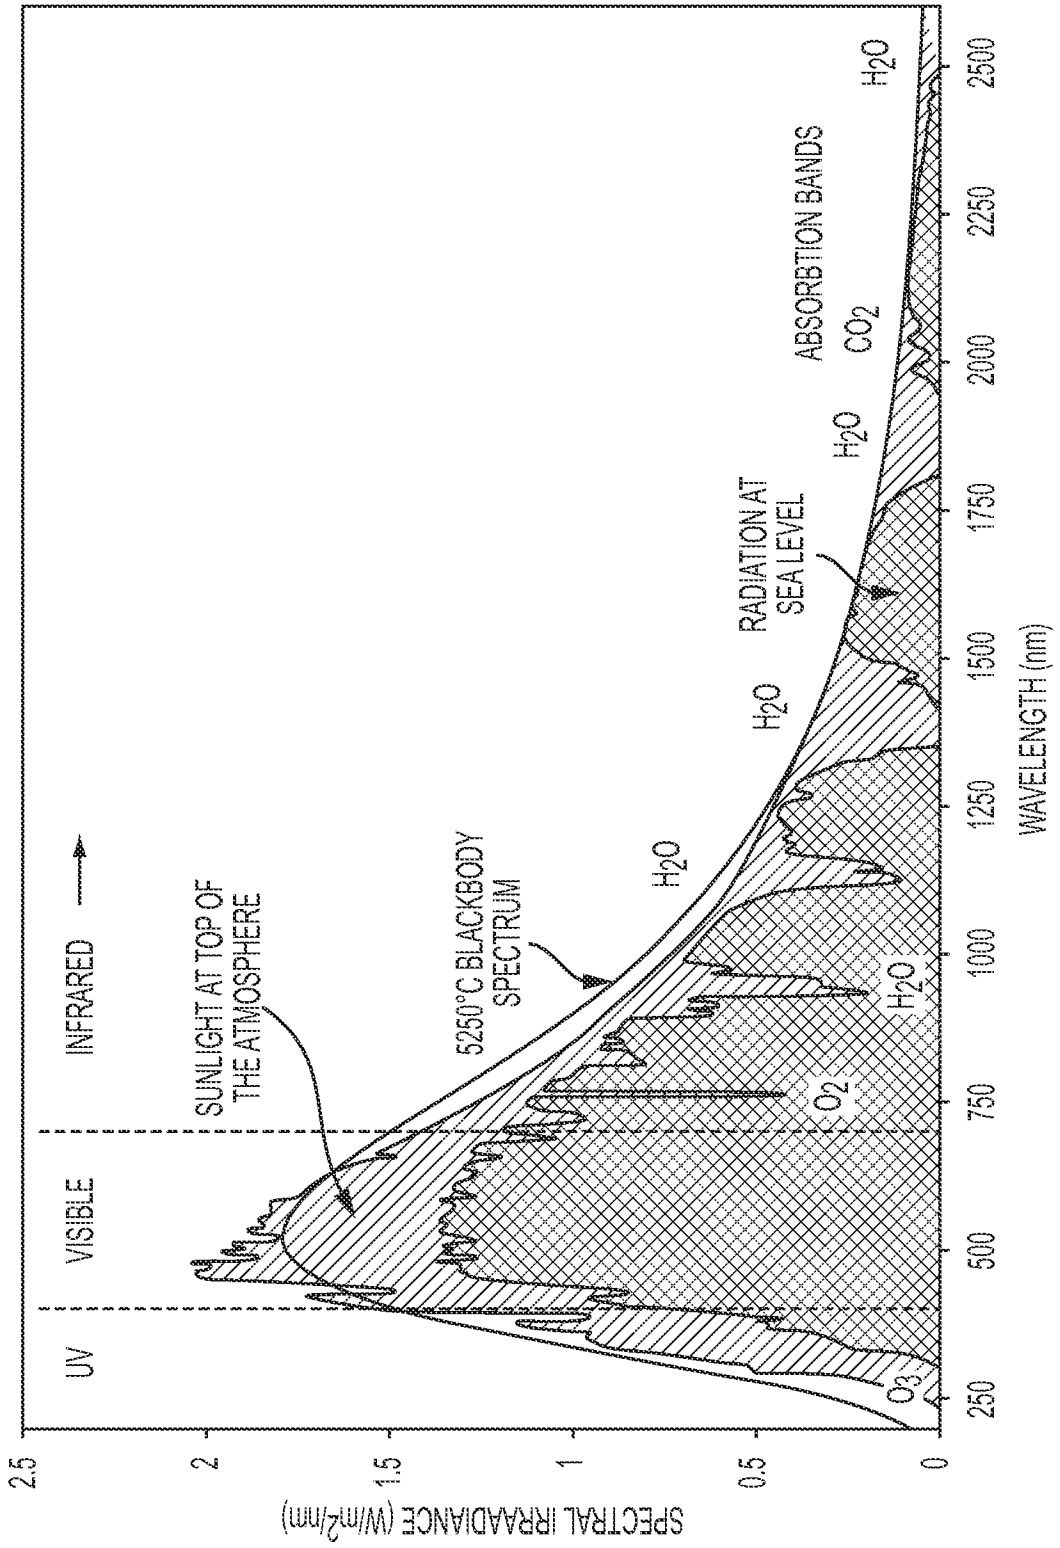 UV
VISIBLE
INFRARED
SUNLIGHT AT TOP OF
THE ATMOSPHERE
5250°C BLACKBODY
SPECTRUM
H2O
H2O
RADIATION AT
SEA LEVEL
H2O
ABSORBTION BANDS
CO2
H2O
O3
O2
H2O
SPECTRAL IRRAADIANCE (W/m2/nm)
2.5
2
1.5
1
0.5
0
250
500
750
1000
1250
1500
1750
2000
2250
2500
WAVELENGTH (nm)